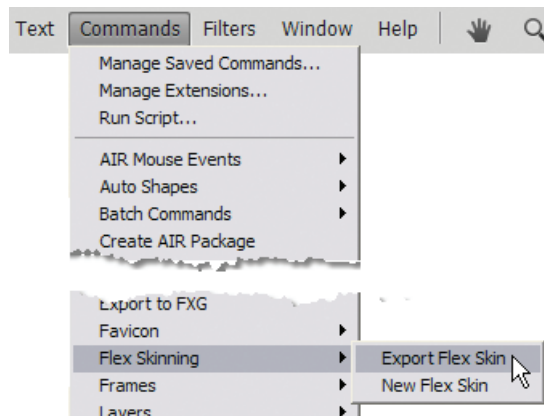 Text Commands Filters Window Help
Manage Saved Commands...
Manage Extensions...
Run Script...
AIR Mouse Events
Auto Shapes
Batch Commands
Create AIR Package
Export to FXG
Favicon
Flex Skinning
Export Flex Skin
Frames
New Flex Skin
Layers